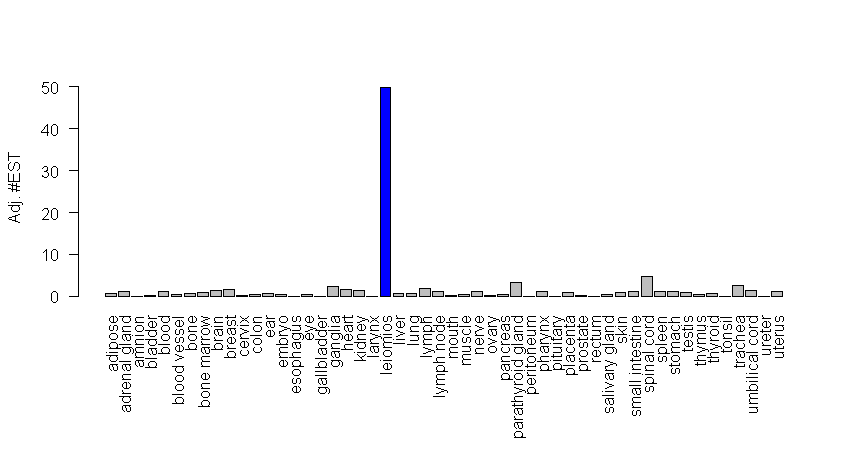 Adj. #EST
50
40
30
20
10
0
adipose
adrenal gland
amnion
bladder
blood
blood vessel
bone
bone marrow
brain
breast
cervix
colon
ear
embryo
esophagus
eye
gallbladder
ganglia
heart
kidney
larynx
leiomios
liver
lung
lymph
lymph node
mouth
muscle
nerve
ovary
pancreas
parathyroid gland
peritoneum
pharynx
pituitary
placenta
prostate
rectum
salivary gland
skin
small intestine
spinal cord
spleen
stomach
testis
thymus
thyroid
tonsil
trachea
umbilical cord
ureter
uterus